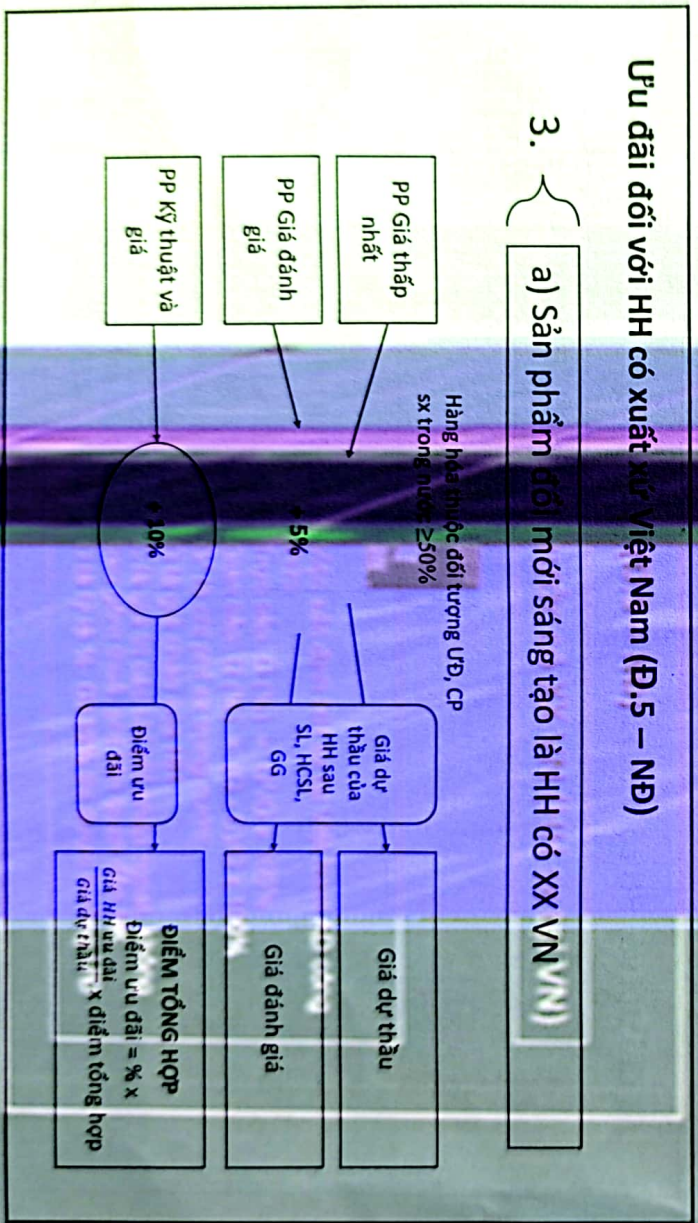 Ưu đãi đối với HH có xuất xứ Việt Nam (Đ.5 – NĐ)
3.
a) Sản phẩm đổi mới sáng tạo là HH có XX VN
VN)
Hàng hóa thuộc đối tượng ƯĐ, CP
sx trong nước ≥50%
PP Giá thấp
nhất
PP Giá đánh
giá
PP Kỹ thuật và
giá
+ 5%
+ 10%
Giá dự
thầu của
HH sau
SL, HCSL,
GG
Điểm ưu
đãi
Giá dự thầu
Giá đánh giá
ĐIỂM TỔNG HỢP
Điểm ưu đãi = % x
Giá HH ưu đãi
Giá dự thầu
x điểm tổng hợp